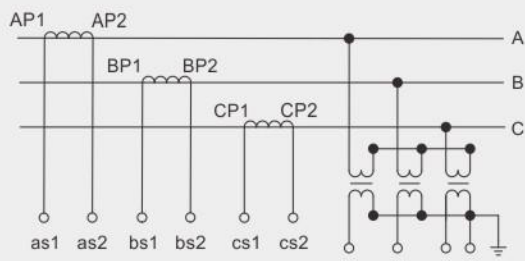 AP1 AP2
A
BP1 BP2
B
CP1 CP2
C
as1 as2 bs1 bs2 cs1 cs2